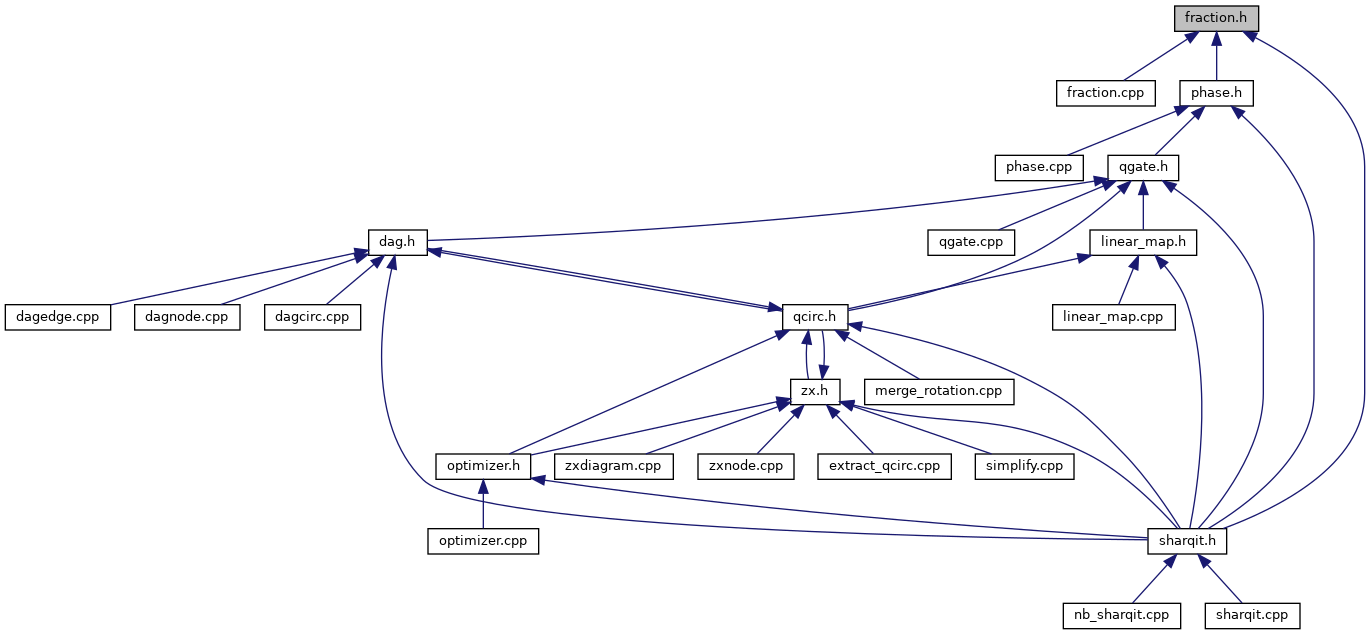 fraction.h
fraction.cpp
phase.h
phase.cpp
qgate.h
dag.h
qgate.cpp
linear_map.h
dagedge.cpp
dagnode.cpp
dagcirc.cpp
qcirc.h
linear_map.cpp
zx.h
merge_rotation.cpp
optimizer.h
zxdiagram.cpp
zxnode.cpp
extract_qcirc.cpp
simplify.cpp
optimizer.cpp
sharqit.h
nb_sharqit.cpp
sharqit.cpp